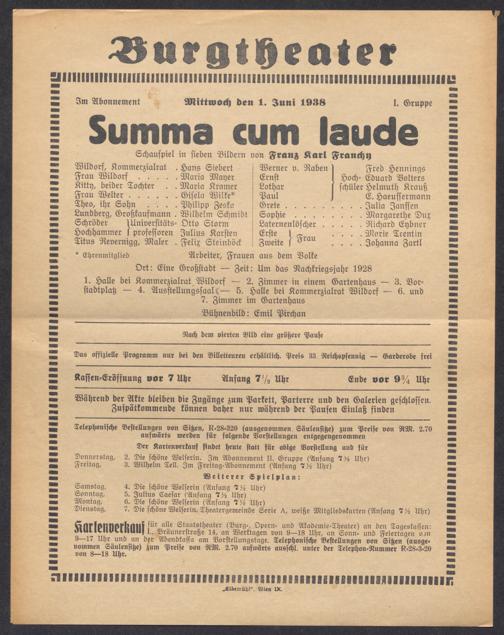 Burgtheater
Im Abonnement Mittwoch den 1. Juni 1938 I. Gruppe
Summa cum laude
Schauspiel in sieben Bildern von Franz Karl Franchy
Wildorf, Kommerzialrat . Hans Siebert
Frau Wildorf . . . . . Maria Mayer
Kitty, beider Tochter . Maria Kramer
Frau Welter . . . . . Gisela Wilke*
Theo, ihr Sohn . . . . Philipp Zeska
Lundberg, Großkaufmann . Wilhelm Schmidt
Schröder } Universitäts- Otto Storm
Hochhammer } professoren Julius Karsten
Titus Revernigg, Maler . Felix Steinböck
Werner v. Raben } Fred Hennings
Ernst } Hoch- Eduard Volters
Lothar } schüler Helmuth Krauß
Paul } E. Haeussermann
Grete . . . . . . . Julia Janssen
Sophie . . . . . . . Margarethe Dux
Laternenlöscher . . . . Richard Eybner
Erste } Frau . . . Marie Trentin
Zweite } . . . Johanna Zartl
* Ehrenmitglied Arbeiter, Frauen aus dem Volke
Ort: Eine Großstadt — Zeit: Um das Nachkriegsjahr 1928
1. Halle bei Kommerzialrat Wildorf — 2. Zimmer in einem Gartenhaus — 3. Vor-
stadtplatz — 4. Ausstellungssaal — 5. Halle bei Kommerzialrat Wildorf — 6. und
7. Zimmer im Gartenhaus
Bühnenbild: Emil Pirchan
Nach dem vierten Bild eine größere Pause
Das offizielle Programm nur bei den Billetteuren erhältlich. Preis 33 Reichspfennig — Garderobe frei
Kassen-Eröffnung vor 7 Uhr Anfang 7½ Uhr Ende vor 9¾ Uhr
Während der Akte bleiben die Zugänge zum Parkett, Parterre und den Galerien geschlossen.
Zuspätkommende können daher nur während der Pausen Einlaß finden
Telephonische Bestellungen von Sitzen, R-28-320 (ausgenommen Säulensitze) zum Preise von RM. 2.70
aufwärts werden für folgende Vorstellungen entgegengenommen
Der Kartenverkauf findet heute statt für obige Vorstellung und für
Donnerstag. 2. Die schöne Welserin. Im Abonnement II. Gruppe (Anfang 7½ Uhr)
Freitag. 3. Wilhelm Tell. Im Freitag-Abonnement (Anfang 7½ Uhr)
Weiterer Spielplan:
Samstag. 4. Die schöne Welserin (Anfang 7½ Uhr)
Sonntag. 5. Julius Caesar (Anfang 7½ Uhr)
Montag. 6. Die schöne Welserin (Anfang 7½ Uhr)
Dienstag. 7. Die schöne Welserin. Theatergemeinde Serie A, weiße Mitgliedskarten (Anfang 7½ Uhr)
Kartenverkauf für alle Staatstheater (Burg-, Opern- und Akademie-Theater) an den Tageskassen:
I., Bräunerstraße 14, an Werktagen von 9—18 Uhr, an Sonn- und Feiertagen von
9—17 Uhr und an der Abendkassa am Vorstellungstage. Telephonische Bestellungen von Sitzen (ausge-
nommen Säulensitze) zum Preise von RM. 2.70 aufwärts ausschl. unter der Telephon-Nummer R-28-3-20
von 8—18 Uhr.
„Elbemühl“, Wien IX.